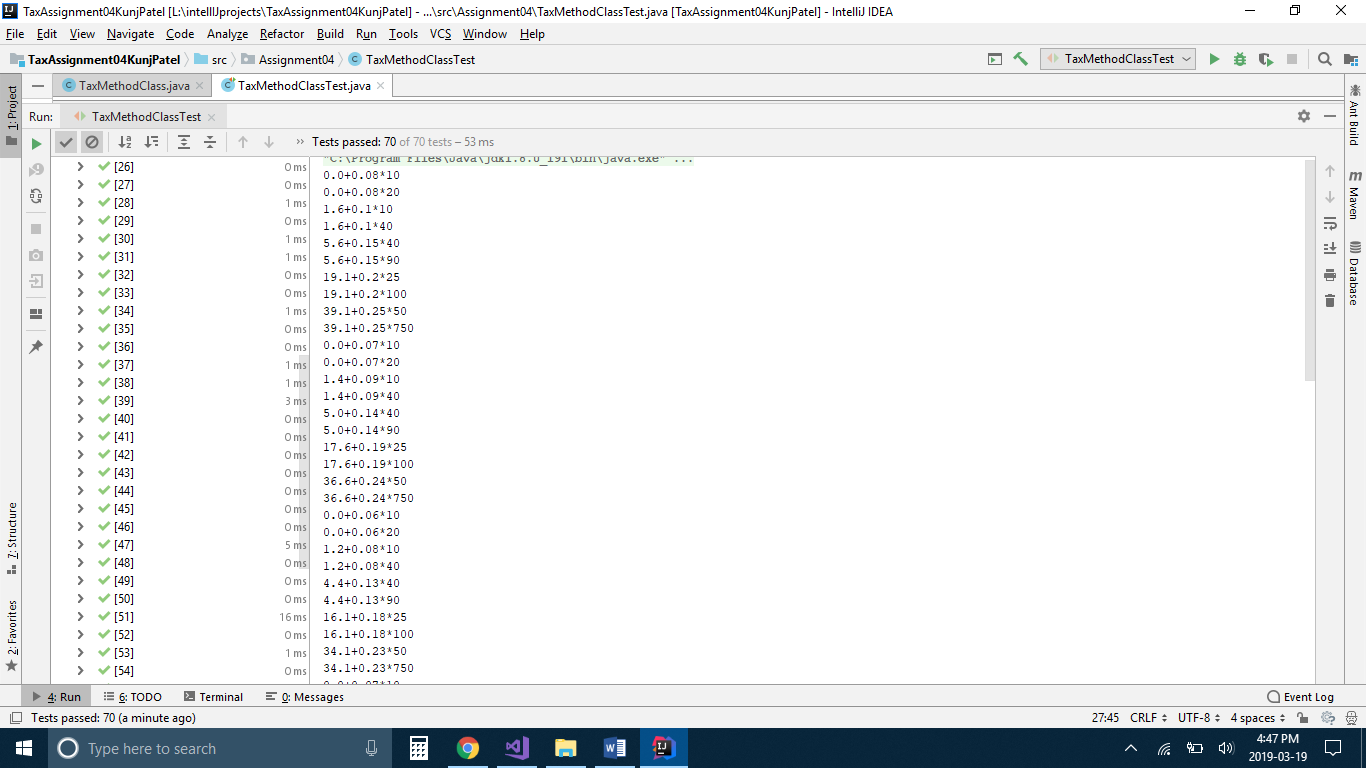 TaxAssignment04KunjPatel [L:\intellIJprojects\TaxAssignment04KunjPatel] - ...\src\Assignment04\TaxMethodClassTest.java [TaxAssignment04KunjPatel] - IntelliJ IDEA
File Edit View Navigate Code Analyze Refactor Build Run Tools VCS Window Help
TaxAssignment04KunjPatel src Assignment04 TaxMethodClassTest TaxMethodClassTest
TaxMethodClass.java TaxMethodClassTest.java
1: Project
7: Structure
2: Favorites
Ant Build
Maven
Database
Run: TaxMethodClassTest
Tests passed: 70 of 70 tests – 53 ms
[26] 0 ms
[27] 0 ms
[28] 1 ms
[29] 0 ms
[30] 1 ms
[31] 1 ms
[32] 0 ms
[33] 0 ms
[34] 1 ms
[35] 0 ms
[36] 0 ms
[37] 1 ms
[38] 1 ms
[39] 3 ms
[40] 0 ms
[41] 0 ms
[42] 0 ms
[43] 0 ms
[44] 0 ms
[45] 0 ms
[46] 0 ms
[47] 5 ms
[48] 0 ms
[49] 0 ms
[50] 0 ms
[51] 16 ms
[52] 0 ms
[53] 1 ms
[54] 0 ms
"C:\Program Files\Java\jdk1.8.0_191\bin\java.exe" ...
0.0+0.08*10
0.0+0.08*20
1.6+0.1*10
1.6+0.1*40
5.6+0.15*40
5.6+0.15*90
19.1+0.2*25
19.1+0.2*100
39.1+0.25*50
39.1+0.25*750
0.0+0.07*10
0.0+0.07*20
1.4+0.09*10
1.4+0.09*40
5.0+0.14*40
5.0+0.14*90
17.6+0.19*25
17.6+0.19*100
36.6+0.24*50
36.6+0.24*750
0.0+0.06*10
0.0+0.06*20
1.2+0.08*10
1.2+0.08*40
4.4+0.13*40
4.4+0.13*90
16.1+0.18*25
16.1+0.18*100
34.1+0.23*50
34.1+0.23*750
4: Run 6: TODO Terminal 0: Messages Event Log
Tests passed: 70 (a minute ago) 27:45 CRLF UTF-8 4 spaces
Type here to search
4:47 PM
2019-03-19